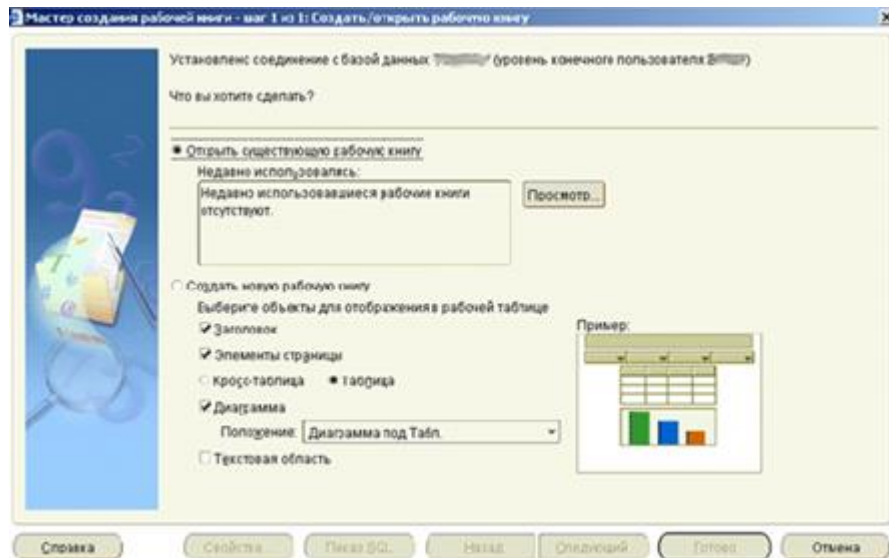 Мастер создания рабочей книги - шаг 1 из 1: Создать/открыть рабочую книгу
Установлено соединение с базой данных (уровень конечного пользователя
Что вы хотите сделать?
Открыть существующую рабочую книгу
Недавно использовались:
Недавно использовавшиеся рабочие книги
отсутствуют.
Просмотр...
Создать новую рабочую книгу
Выберите объекты для отображения в рабочей таблице
Заголовок
Пример:
Элементы страницы
Кросс-таблица Таблица
Диаграмма
Положение: Диаграмма под Табл.
Текстовая область
Справка Свойства... Показ SQL... Назад Следующий Готово Отмена